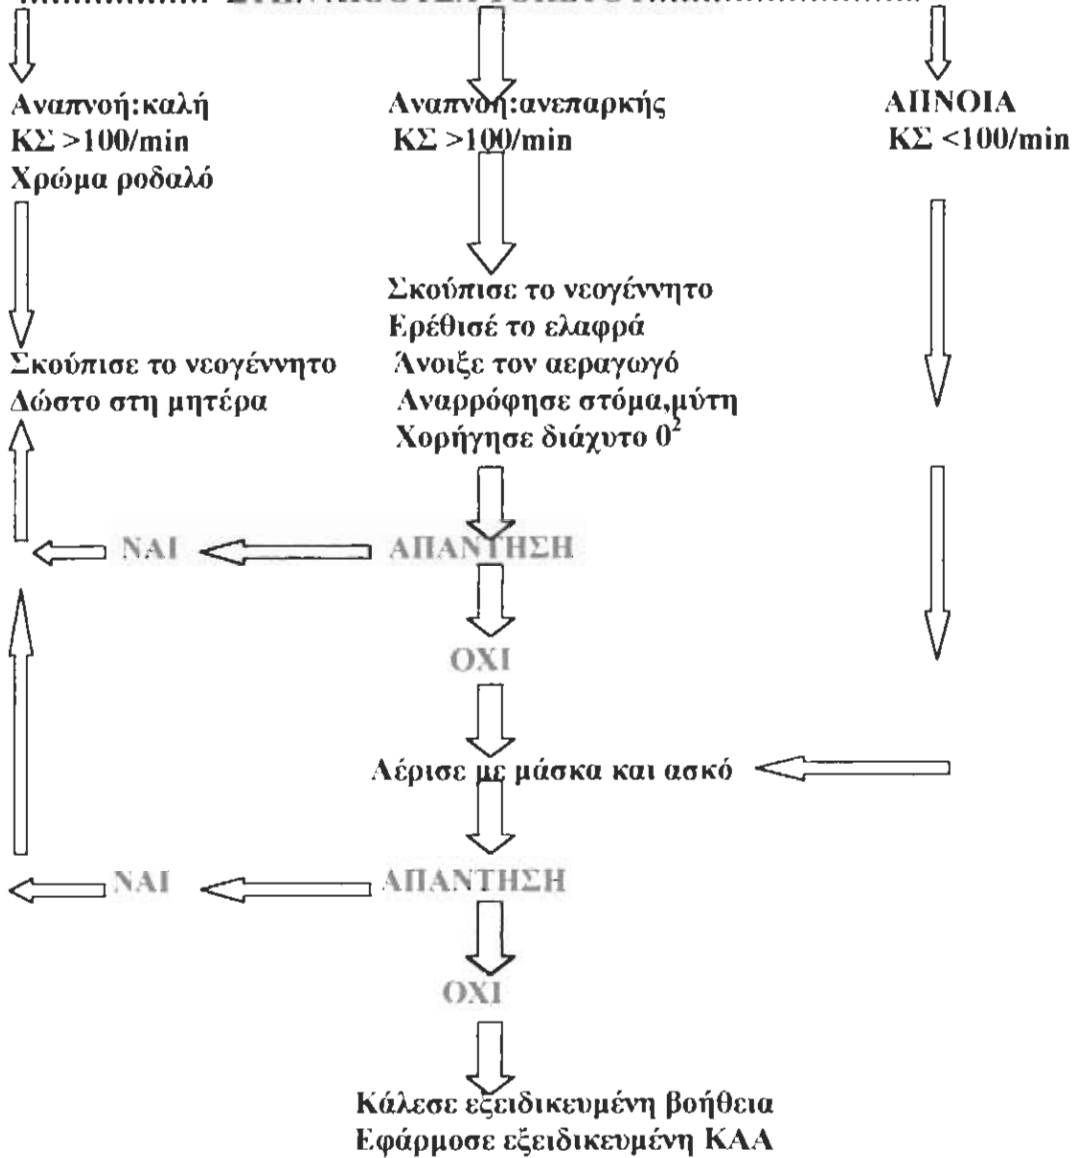 Αναπνοή:καλή
ΚΣ >100/min
Χρώμα ροδαλό
Αναπνοή:ανεπαρκής
ΚΣ >100/min
ΑΠΝΟΙΑ
ΚΣ <100/min
Σκούπισε το νεογέννητο
Ερέθισέ το ελαφρά
Άνοιξε τον αεραγωγό
Αναρρόφησε στόμα,μύτη
Χορήγησε διάχυτο 0²
Σκούπισε το νεογέννητο
Δώστο στη μητέρα
ΝΑΙ
ΑΠΑΝΤΗΣΗ
ΟΧΙ
Αέρισε με μάσκα και ασκό
ΝΑΙ
ΑΠΑΝΤΗΣΗ
ΟΧΙ
Κάλεσε εξειδικευμένη βοήθεια
Εφάρμοσε εξειδικευμένη ΚΑΑ